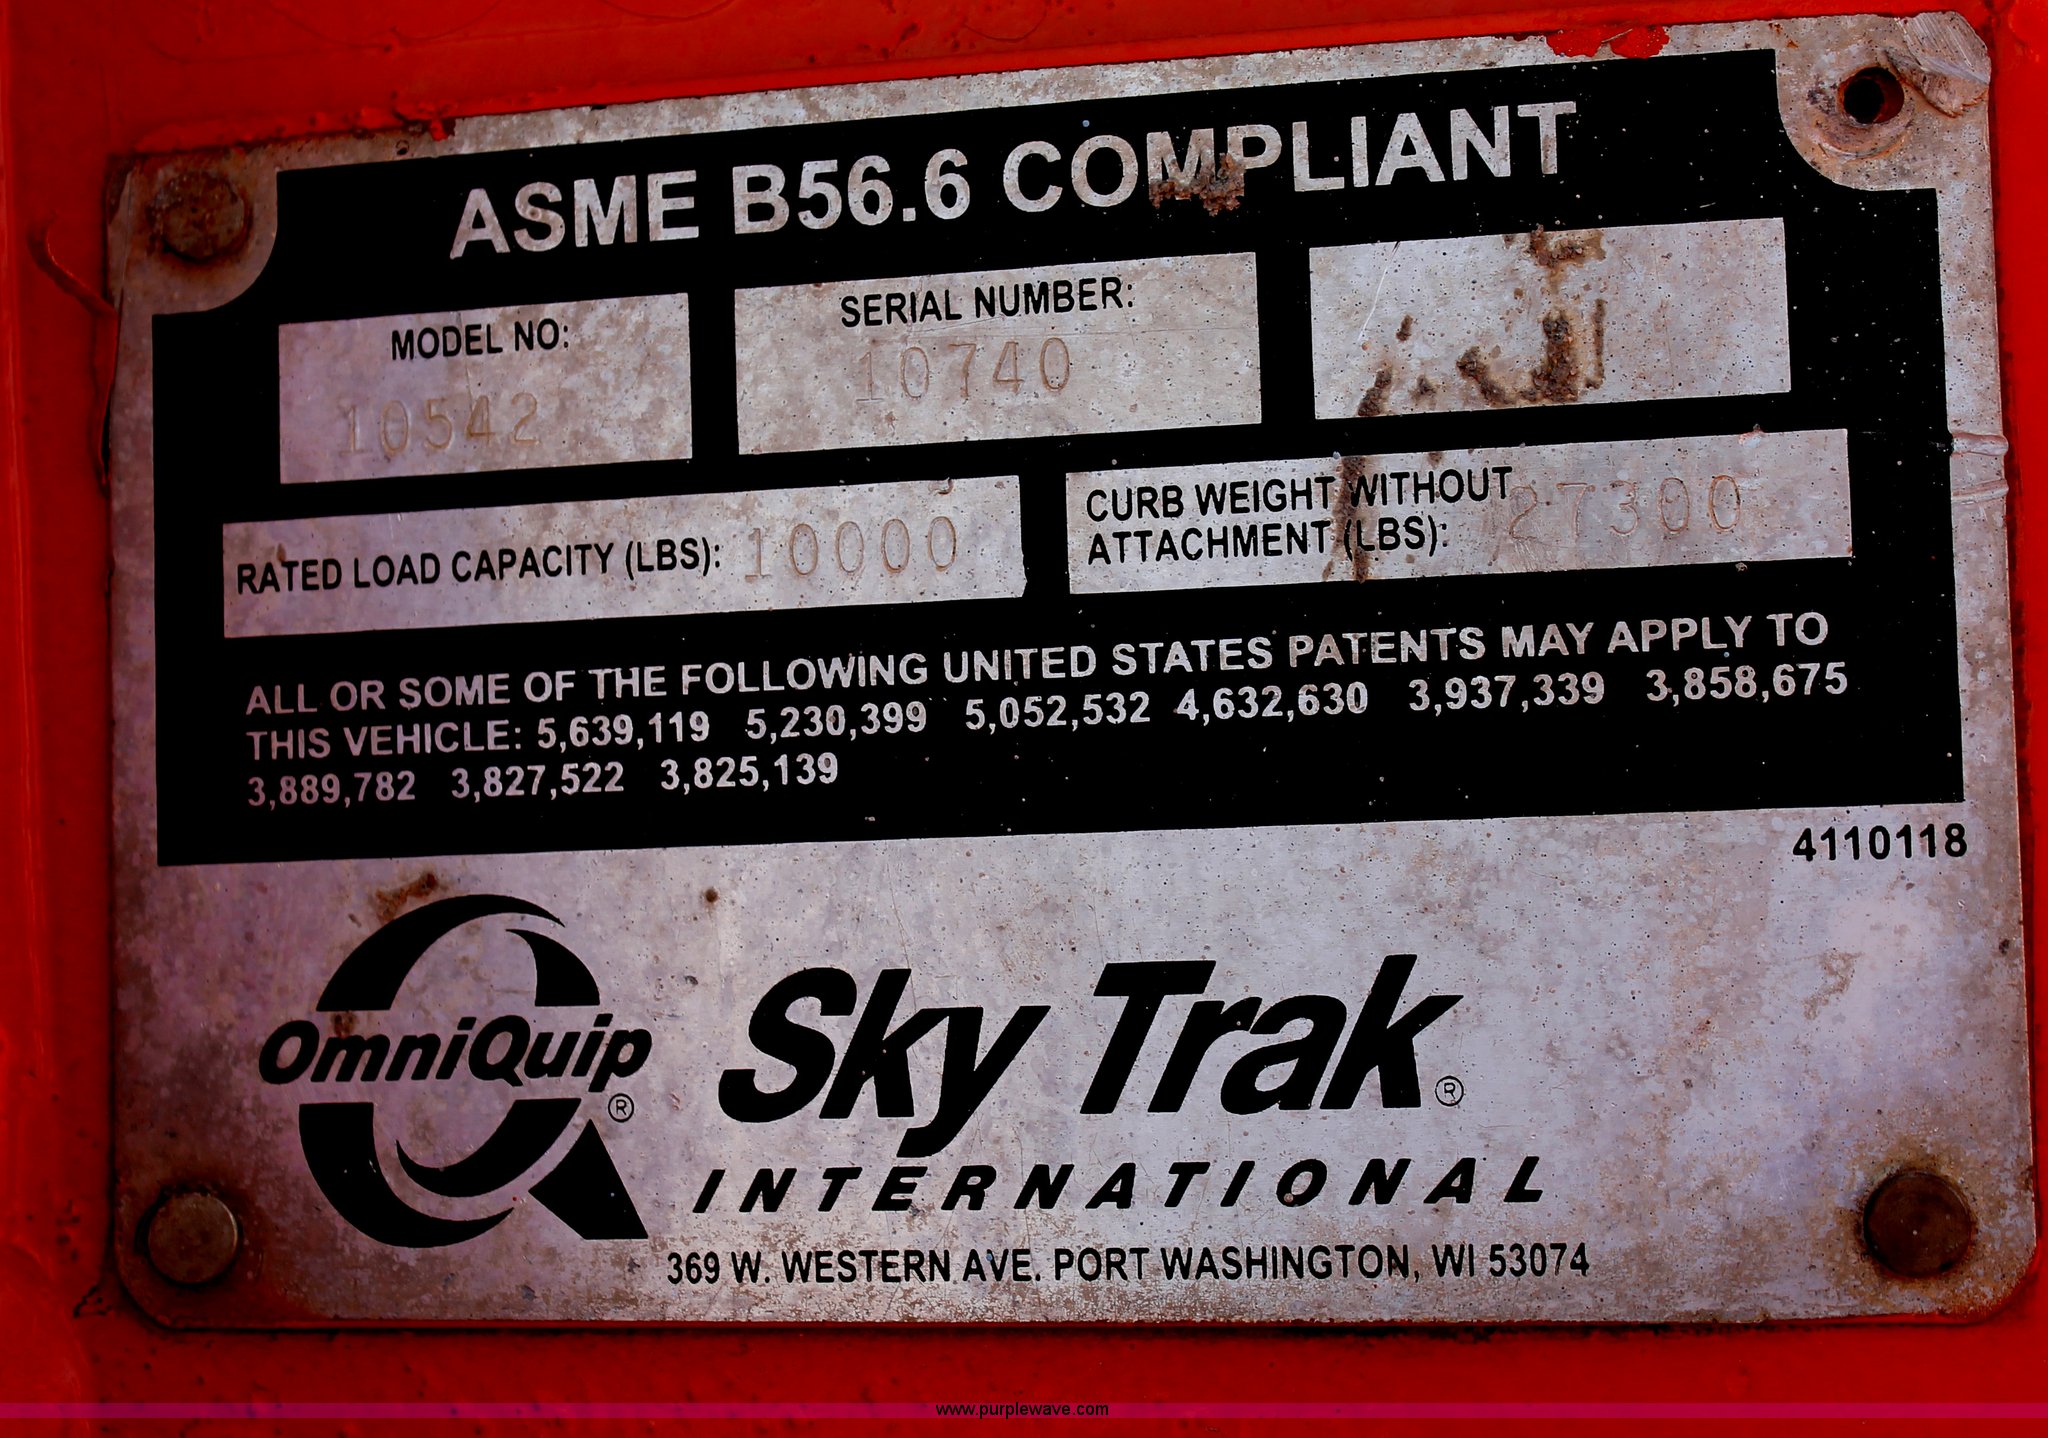 ASME B56.6 COMPLIANT
MODEL NO:
10542
SERIAL NUMBER:
10740
RATED LOAD CAPACITY (LBS): 10000
CURB WEIGHT WITHOUT
ATTACHMENT (LBS): 27300
ALL OR SOME OF THE FOLLOWING UNITED STATES PATENTS MAY APPLY TO
THIS VEHICLE: 5,639,119 5,230,399 5,052,532 4,632,630 3,937,339 3,858,675
3,889,782 3,827,522 3,825,139
4110118
OmniQuip®
Sky Trak®
INTERNATIONAL
369 W. WESTERN AVE. PORT WASHINGTON, WI 53074
www.purplewave.com